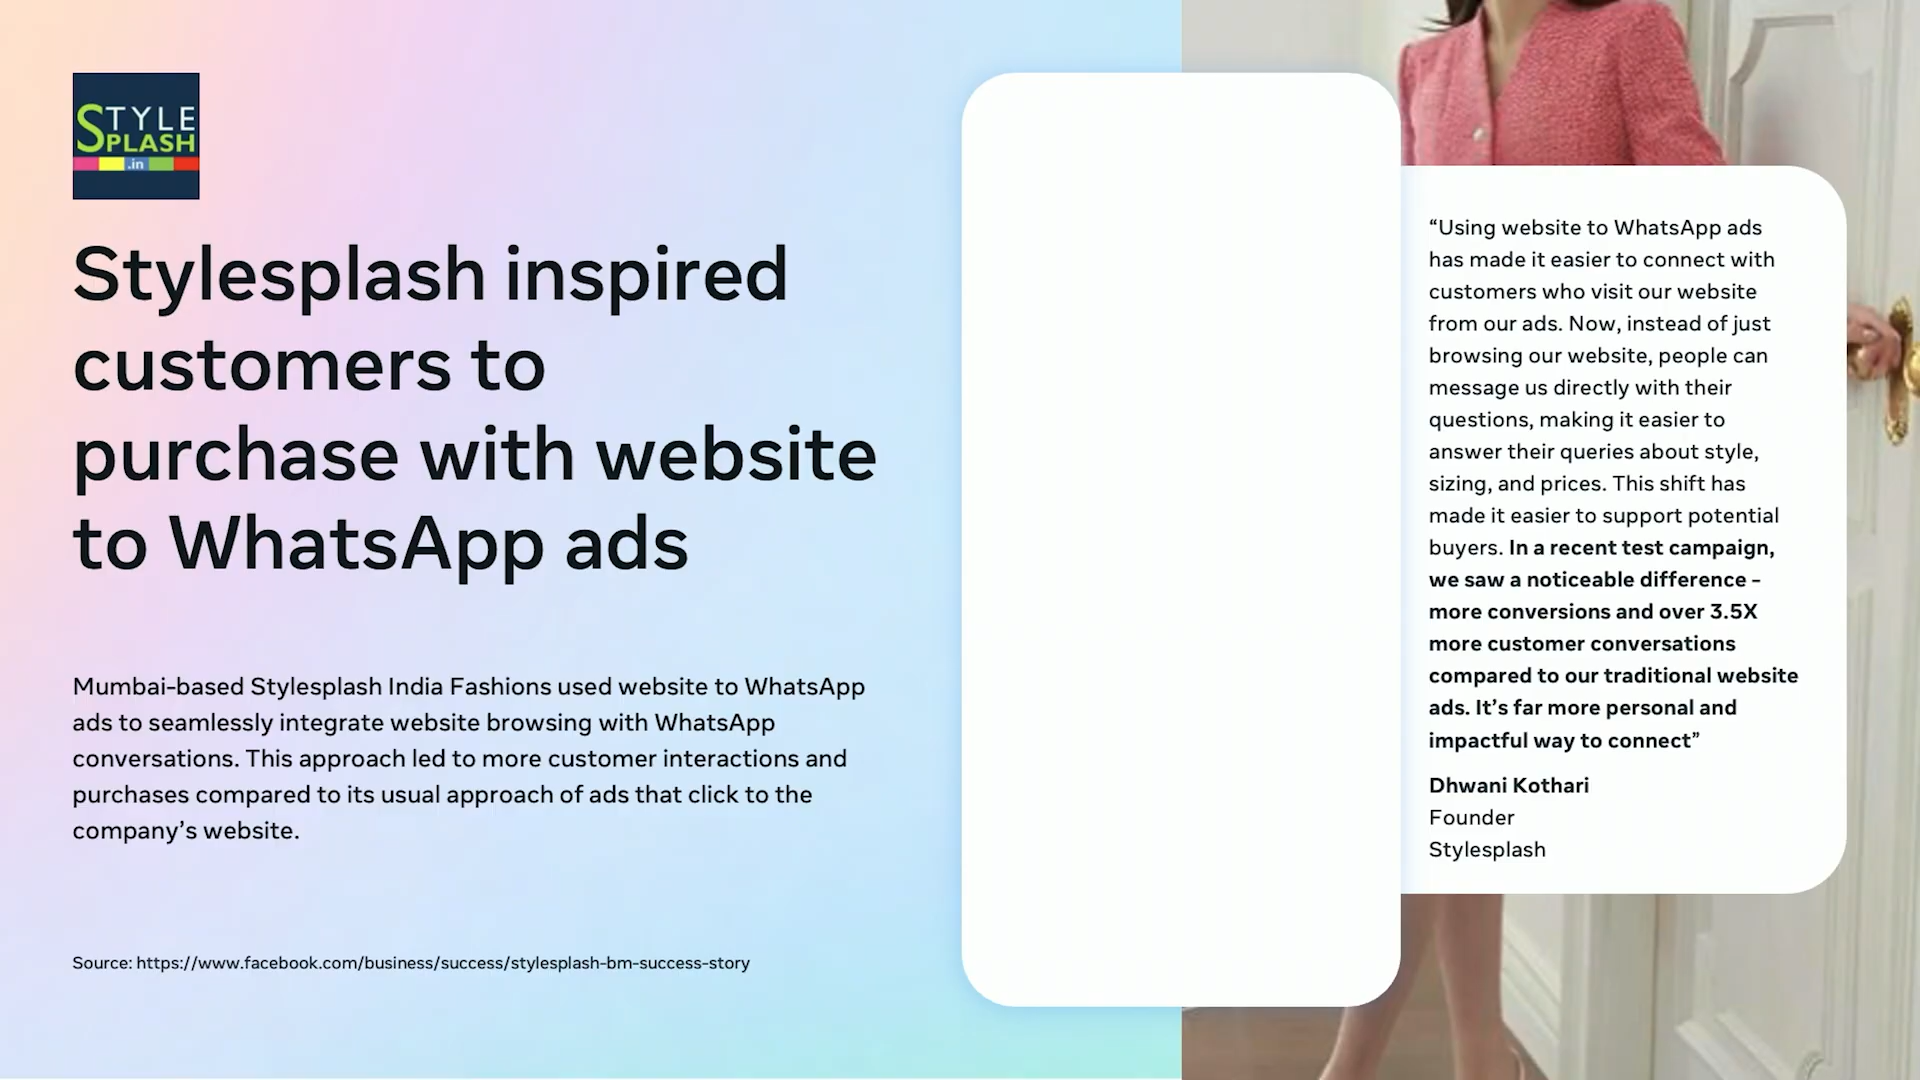 STYLE
SPLASH
.in
Stylesplash inspired
customers to
purchase with website
to WhatsApp ads
Mumbai-based Stylesplash India Fashions used website to WhatsApp
ads to seamlessly integrate website browsing with WhatsApp
conversations. This approach led to more customer interactions and
purchases compared to its usual approach of ads that click to the
company’s website.
Source: https://www.facebook.com/business/success/stylesplash-bm-success-story
“Using website to WhatsApp ads
has made it easier to connect with
customers who visit our website
from our ads. Now, instead of just
browsing our website, people can
message us directly with their
questions, making it easier to
answer their queries about style,
sizing, and prices. This shift has
made it easier to support potential
buyers. In a recent test campaign,
we saw a noticeable difference -
more conversions and over 3.5X
more customer conversations
compared to our traditional website
ads. It’s far more personal and
impactful way to connect”
Dhwani Kothari
Founder
Stylesplash